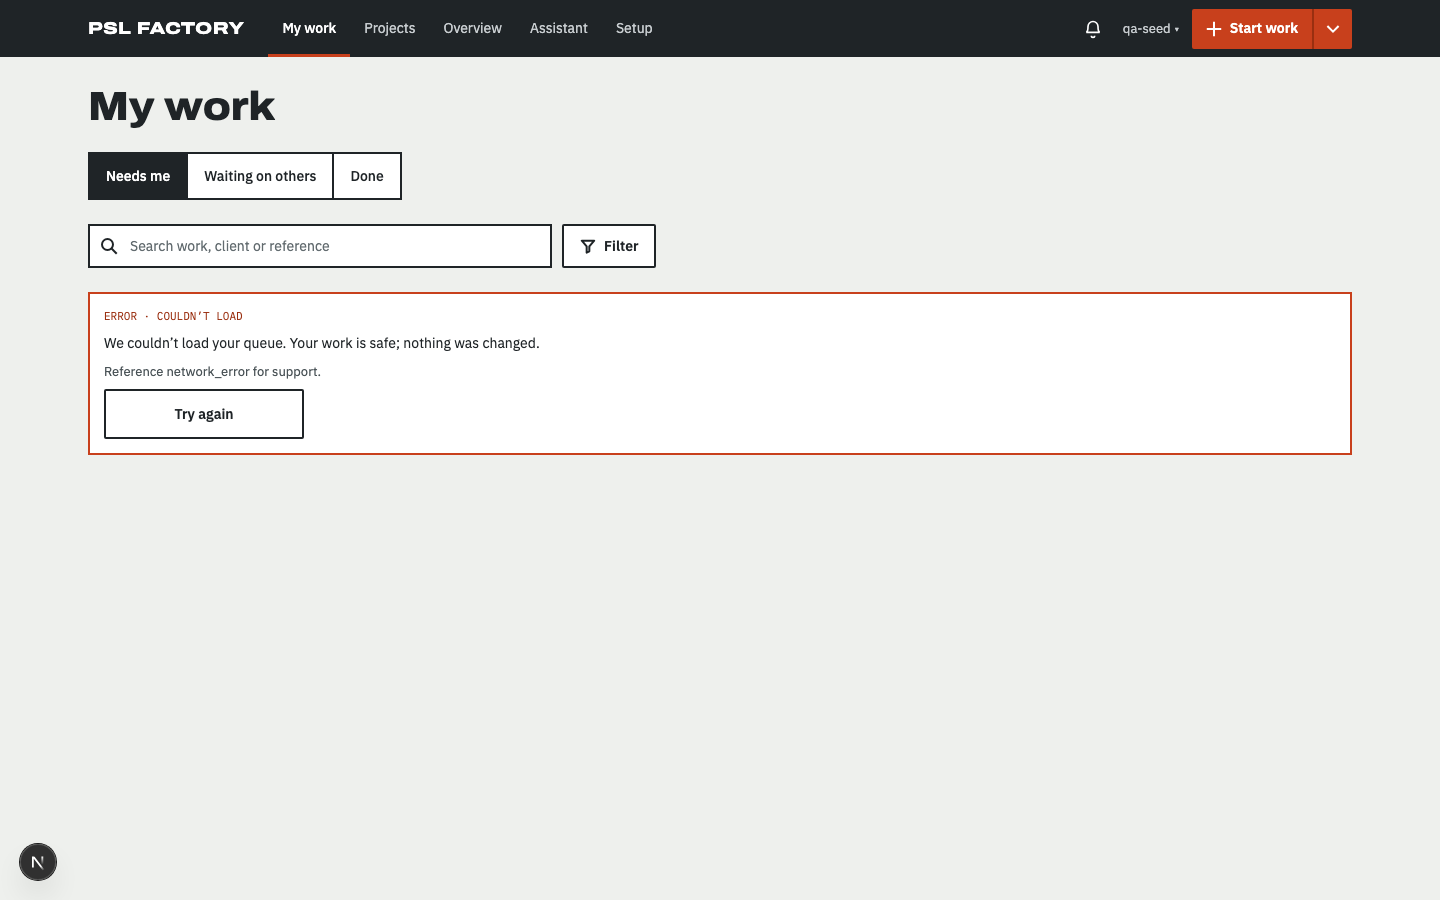 PSL FACTORY
My work
Projects
Overview
Assistant
Setup
qa-seed ▾
Start work
My work
Needs me
Waiting on others
Done
Search work, client or reference
Filter
ERROR · COULDN’T LOAD
We couldn’t load your queue. Your work is safe; nothing was changed.
Reference network_error for support.
Try again
N